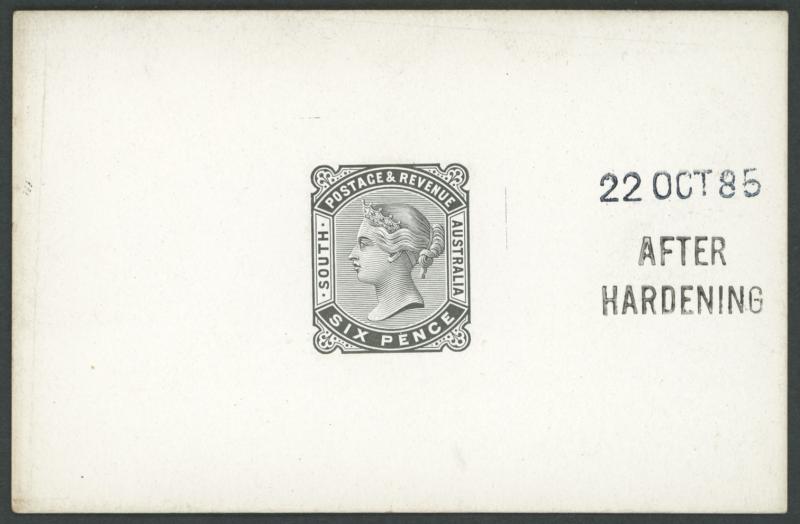 POSTAGE & REVENUE
· SOUTH ·
AUSTRALIA
SIX PENCE
22 OCT 85
AFTER
HARDENING